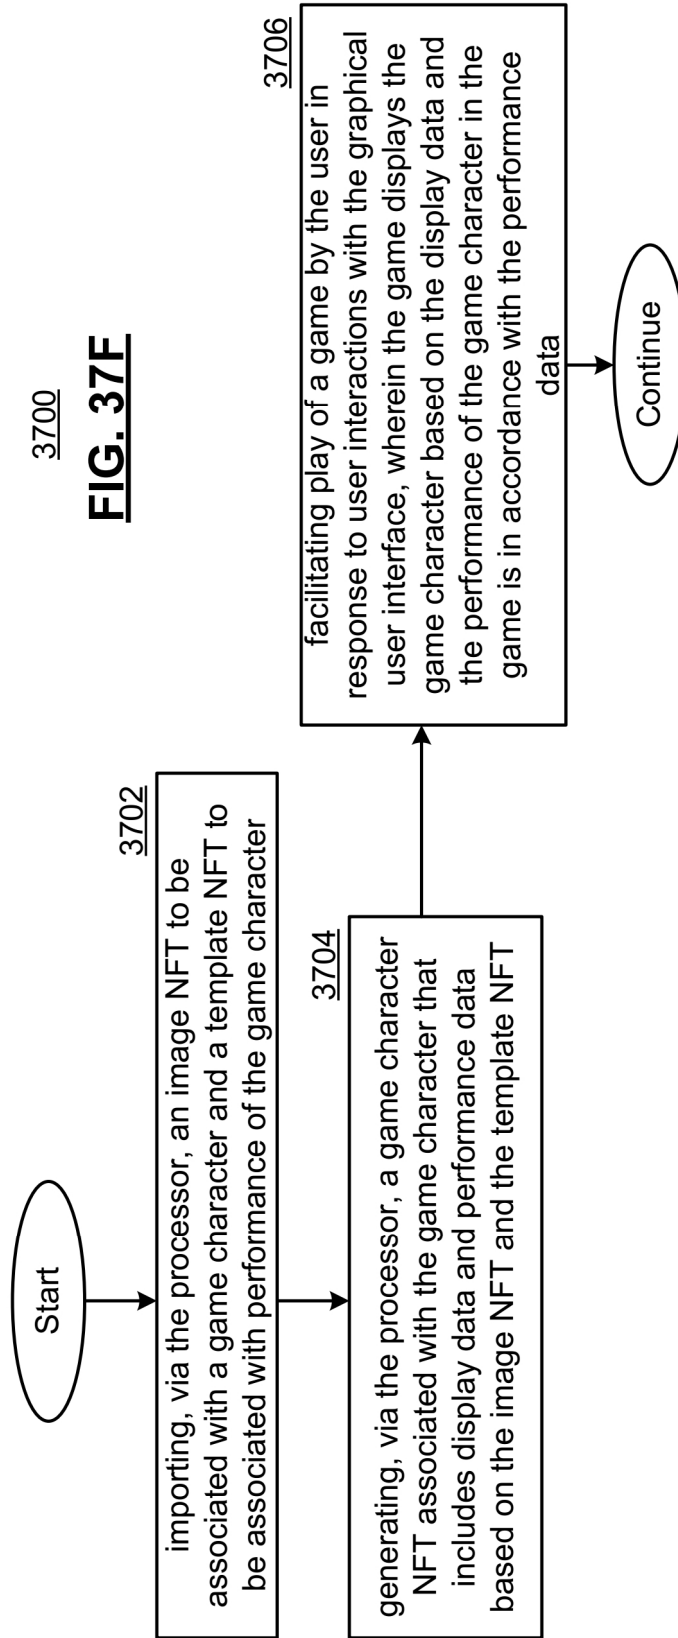 3700
FIG. 37F
Start
3702
importing, via the processor, an image NFT to be
associated with a game character and a template NFT to
be associated with performance of the game character
3704
generating, via the processor, a game character
NFT associated with the game character that
includes display data and performance data
based on the image NFT and the template NFT
3706
facilitating play of a game by the user in
response to user interactions with the graphical
user interface, wherein the game displays the
game character based on the display data and
the performance of the game character in the
game is in accordance with the performance
data
Continue